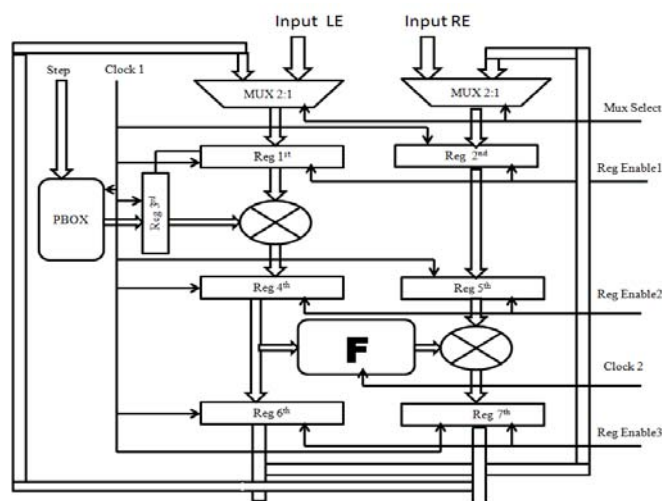 Input LE
Input RE
Step
Clock 1
MUX 2:1
MUX 2:1
Mux Select
Reg 1st
Reg 2nd
Reg Enable1
Reg 3rd
PBOX
Reg 4th
Reg 5th
Reg Enable2
F
Clock 2
Reg 6th
Reg 7th
Reg Enable3